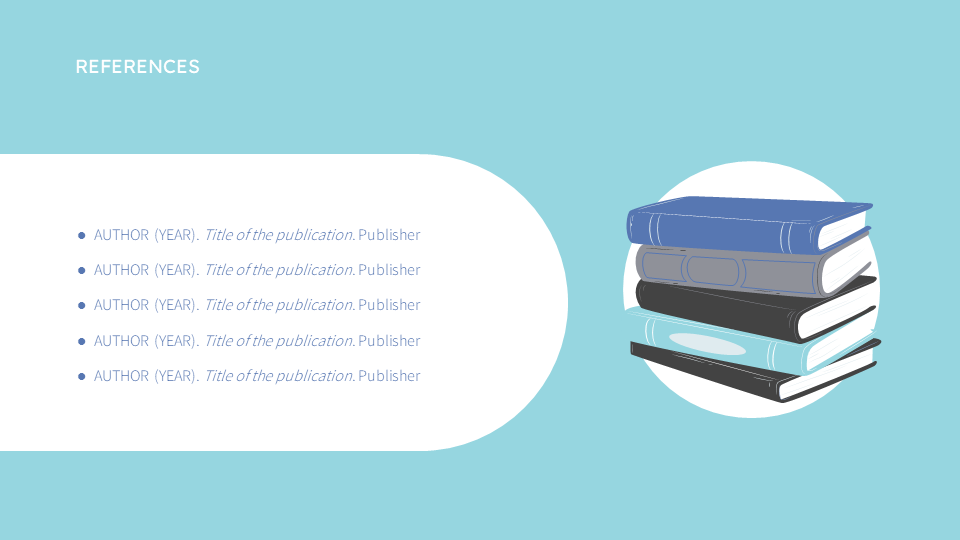 REFERENCES
● AUTHOR (YEAR). Title of the publication. Publisher
● AUTHOR (YEAR). Title of the publication. Publisher
● AUTHOR (YEAR). Title of the publication. Publisher
● AUTHOR (YEAR). Title of the publication. Publisher
● AUTHOR (YEAR). Title of the publication. Publisher